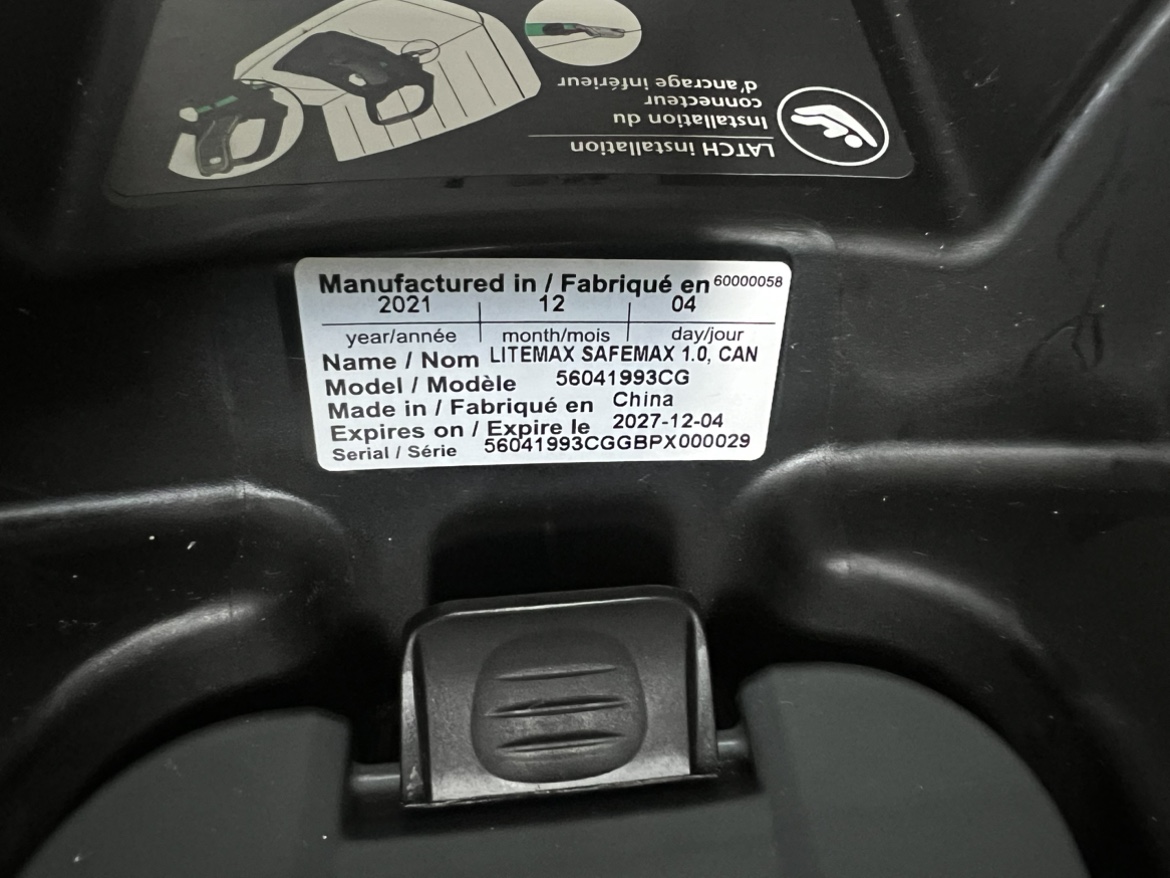 LATCH installation
Installation du
connecteur
d'ancrage inférieur
Manufactured in / Fabriqué en 60000058
2021 12 04
year/année month/mois day/jour
Name / Nom LITEMAX SAFEMAX 1.0, CAN
Model / Modèle 56041993CG
Made in / Fabriqué en China
Expires on / Expire le 2027-12-04
Serial / Série 56041993CGGBPX000029